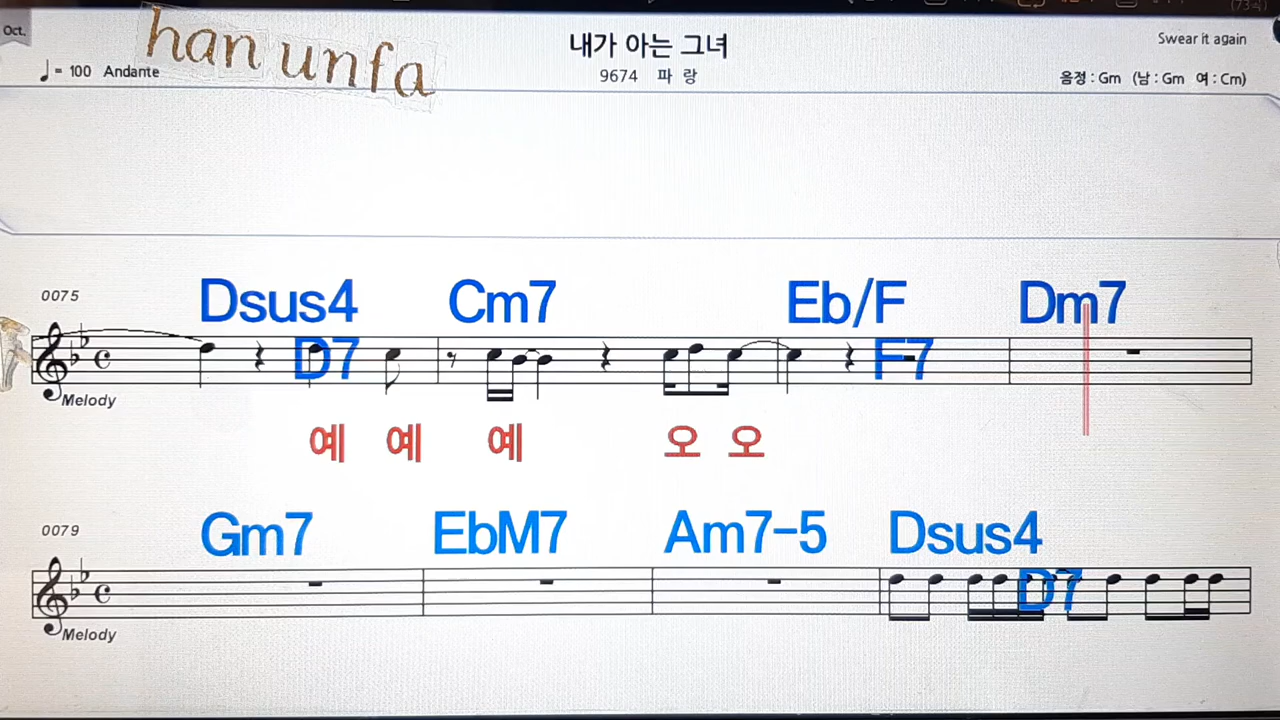 Oct.
han unfa
♩= 100 Andante
내가 아는 그녀
9674 파 랑
Swear it again
음정 : Gm (남 : Gm 여 : Cm)
0075
Dsus4 Cm7 Eb/F Dm7
D7 F7
Melody
예 예 예 오 오
0079
Gm7 EbM7 Am7-5 Dsus4
D7
Melody